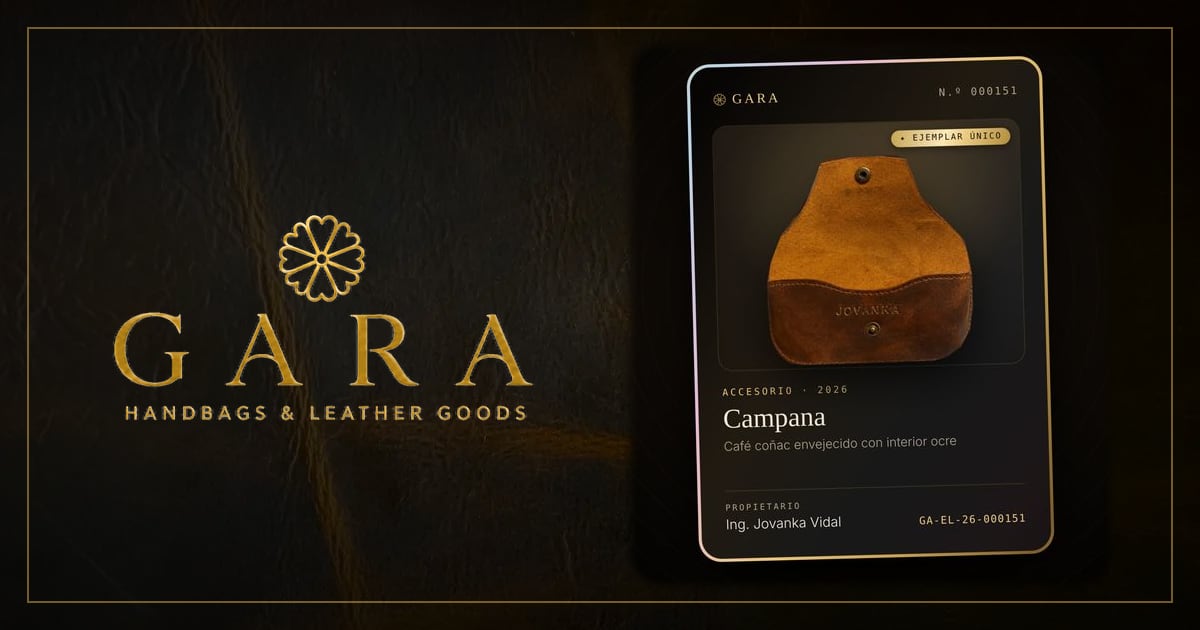 GARA
HANDBAGS & LEATHER GOODS
GARA
N.º 000151
✦ EJEMPLAR ÚNICO
JOVANKA
ACCESORIO · 2026
Campana
Café coñac envejecido con interior ocre
PROPIETARIO
Ing. Jovanka Vidal
GA-EL-26-000151